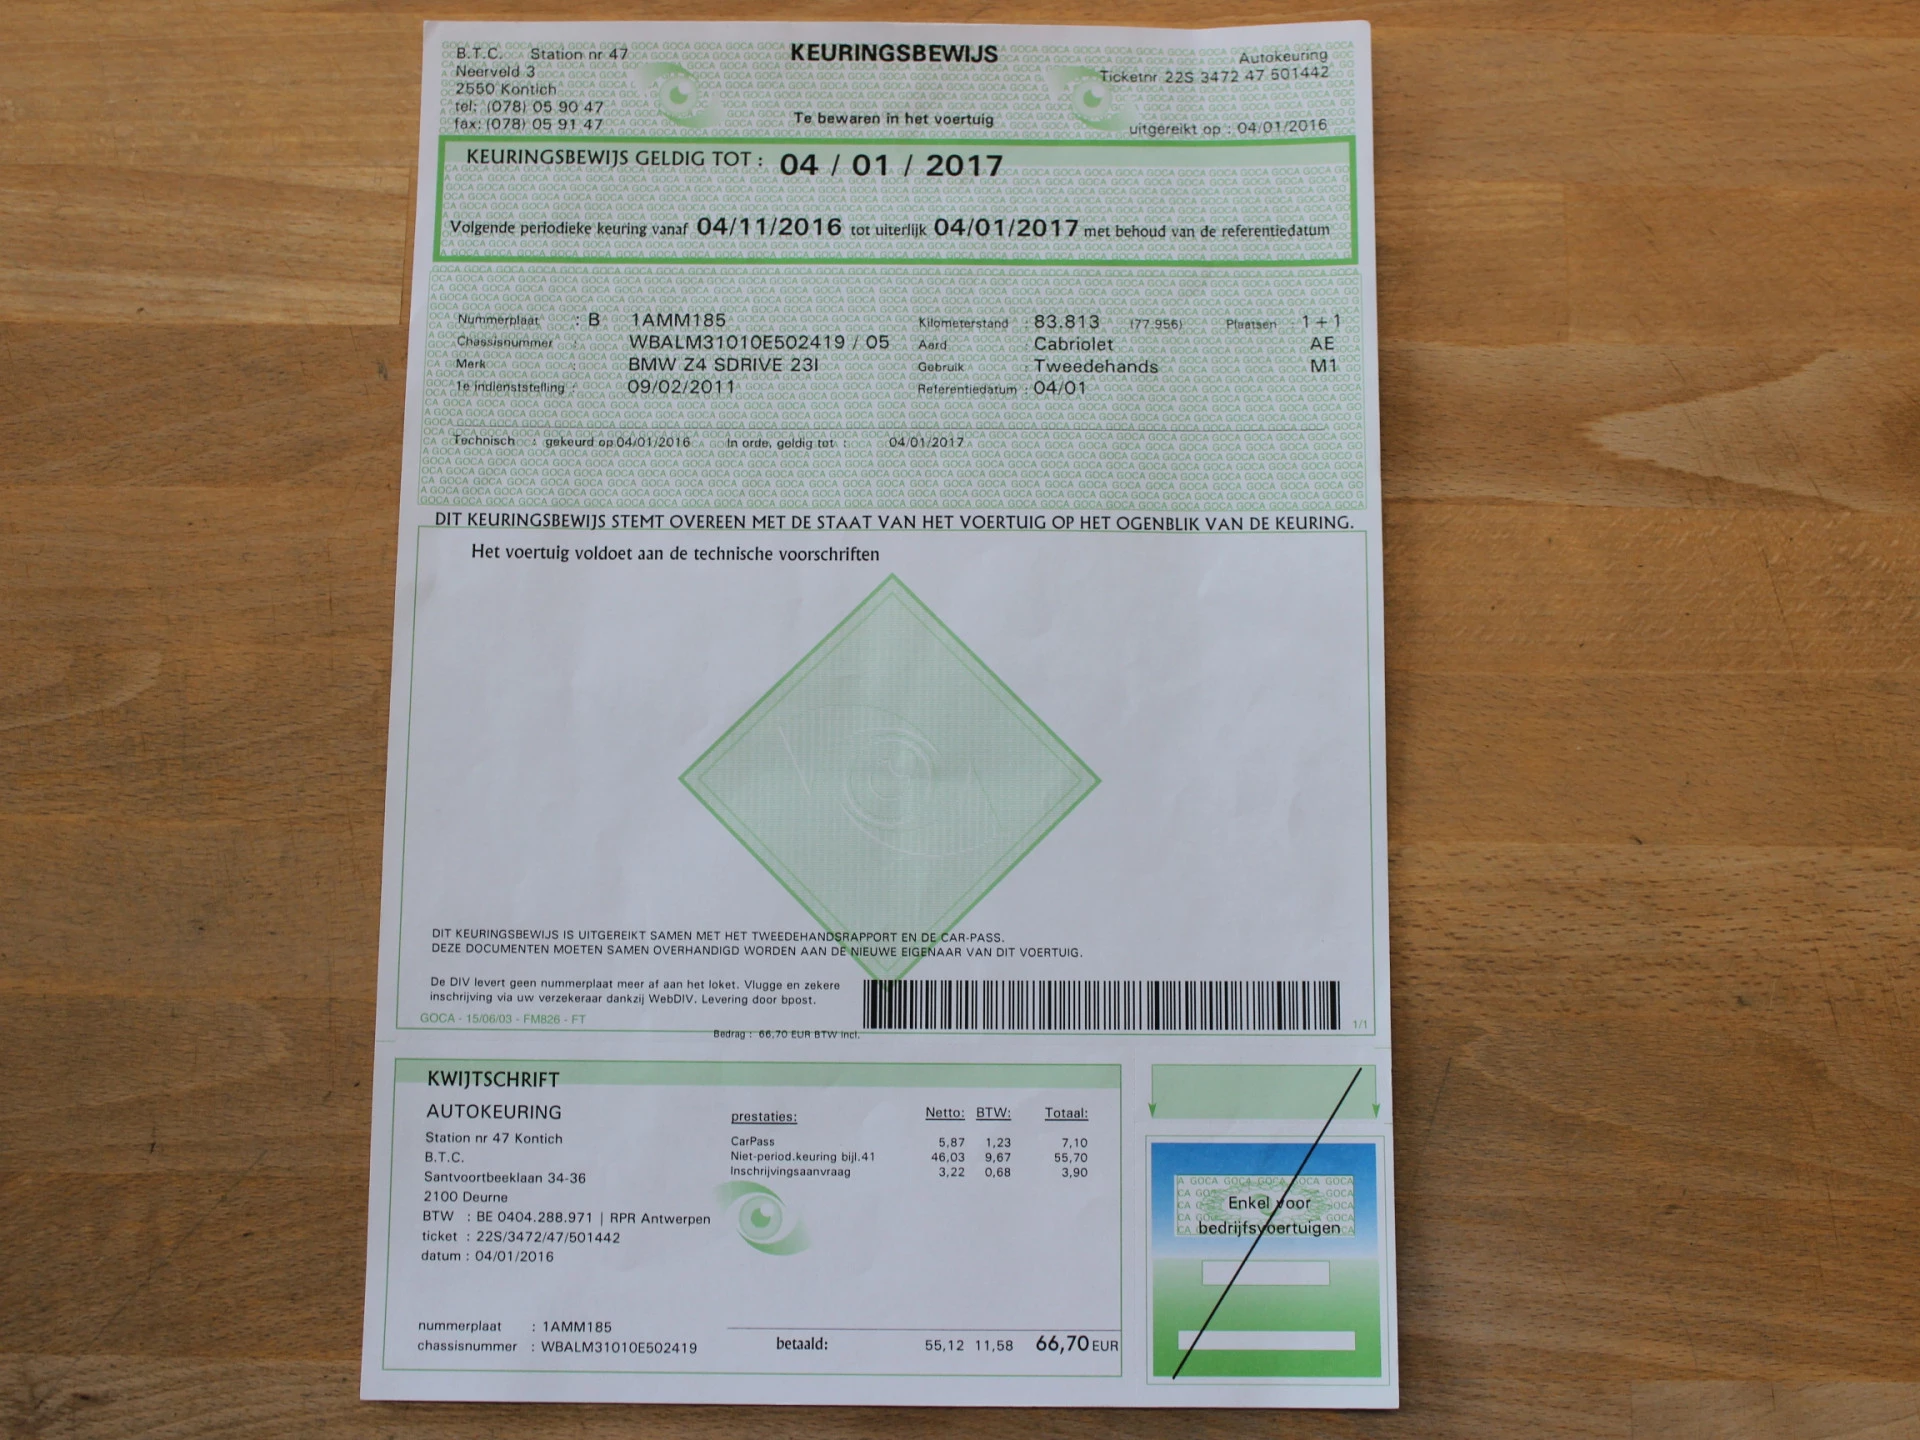 B.T.C. Station nr 47
Neerveld 3
2550 Kontich
tel: (078) 05 90 47
fax: (078) 05 91 47
KEURINGSBEWIJS
Te bewaren in het voertuig
Autokeuring
Ticketnr 22S 3472 47 501442
uitgereikt op : 04/01/2016
KEURINGSBEWIJS GELDIG TOT : 04 / 01 / 2017
Volgende periodieke keuring vanaf 04/11/2016 tot uiterlijk 04/01/2017 met behoud van de referentiedatum
Nummerplaat : B 1AMM185 Kilometerstand : 83.813 (77.956) Plaatsen 1 + 1
Chassisnummer : WBALM31010E502419 / 05 Aard : Cabriolet AE
Merk : BMW Z4 SDRIVE 23I Gebruik : Tweedehands M1
1e indienststelling : 09/02/2011 Referentiedatum : 04/01
Technisch : gekeurd op 04/01/2016 In orde, geldig tot : 04/01/2017
DIT KEURINGSBEWIJS STEMT OVEREEN MET DE STAAT VAN HET VOERTUIG OP HET OGENBLIK VAN DE KEURING.
Het voertuig voldoet aan de technische voorschriften
DIT KEURINGSBEWIJS IS UITGEREIKT SAMEN MET HET TWEEDEHANDSRAPPORT EN DE CAR-PASS.
DEZE DOCUMENTEN MOETEN SAMEN OVERHANDIGD WORDEN AAN DE NIEUWE EIGENAAR VAN DIT VOERTUIG.
De DIV levert geen nummerplaat meer af aan het loket. Vlugge en zekere
inschrijving via uw verzekeraar dankzij WebDIV. Levering door bpost.
GOCA - 15/06/03 - FM826 - FT
1/1
Bedrag : 66,70 EUR BTW incl.
KWIJTSCHRIFT
AUTOKEURING
Station nr 47 Kontich
B.T.C.
Santvoortbeeklaan 34-36
2100 Deurne
BTW : BE 0404.288.971 | RPR Antwerpen
ticket : 22S/3472/47/501442
datum : 04/01/2016
prestaties: Netto: BTW: Totaal:
CarPass 5,87 1,23 7,10
Niet-period.keuring bijl.41 46,03 9,67 55,70
Inschrijvingsaanvraag 3,22 0,68 3,90
nummerplaat : 1AMM185
chassisnummer : WBALM31010E502419
betaald: 55,12 11,58 66,70 EUR
Enkel voor
bedrijfsvoertuigen